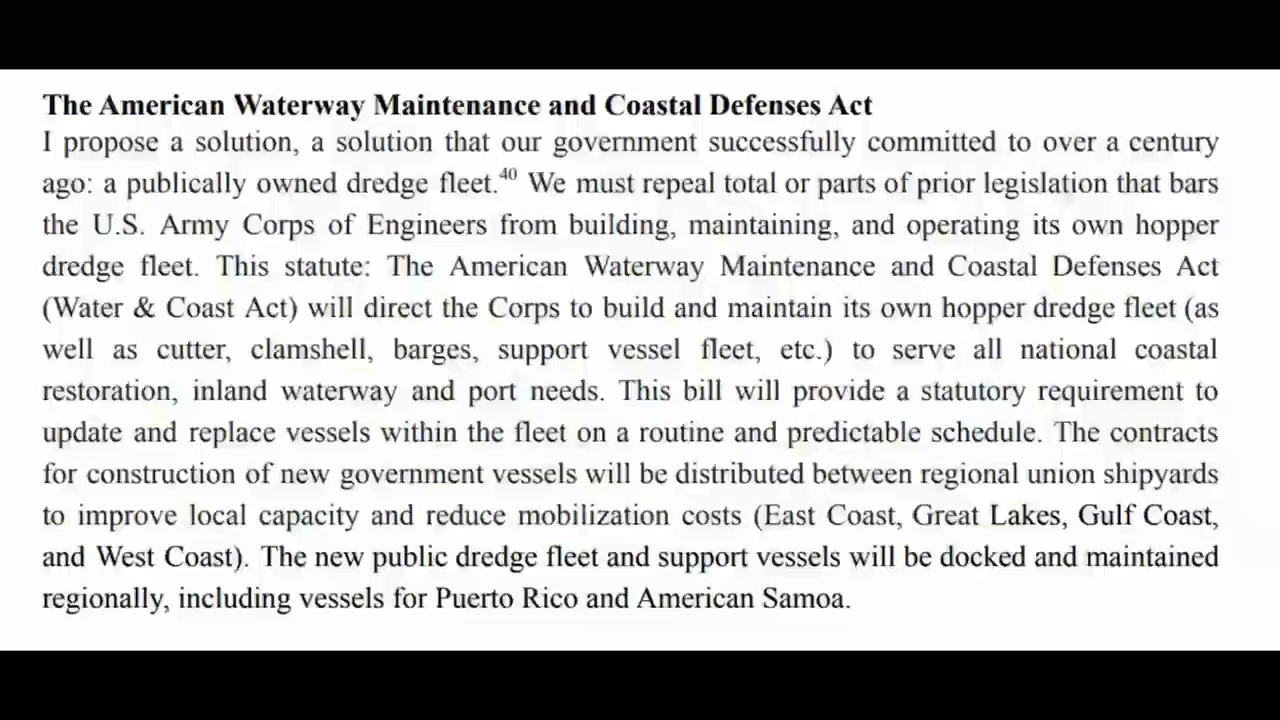 The American Waterway Maintenance and Coastal Defenses Act
I propose a solution, a solution that our government successfully committed to over a century
ago: a publically owned dredge fleet.40 We must repeal total or parts of prior legislation that bars
the U.S. Army Corps of Engineers from building, maintaining, and operating its own hopper
dredge fleet. This statute: The American Waterway Maintenance and Coastal Defenses Act
(Water & Coast Act) will direct the Corps to build and maintain its own hopper dredge fleet (as
well as cutter, clamshell, barges, support vessel fleet, etc.) to serve all national coastal
restoration, inland waterway and port needs. This bill will provide a statutory requirement to
update and replace vessels within the fleet on a routine and predictable schedule. The contracts
for construction of new government vessels will be distributed between regional union shipyards
to improve local capacity and reduce mobilization costs (East Coast, Great Lakes, Gulf Coast,
and West Coast). The new public dredge fleet and support vessels will be docked and maintained
regionally, including vessels for Puerto Rico and American Samoa.